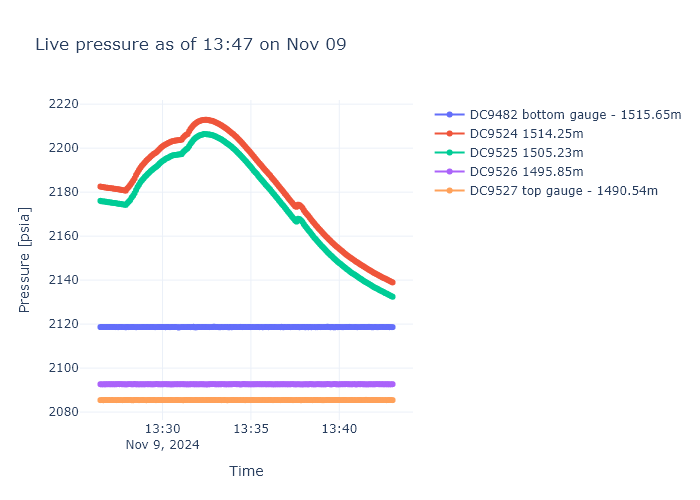 Live pressure as of 13:47 on Nov 09
2220
2200
2180
2160
2140
2120
2100
2080
Pressure [psia]
13:30
13:35
13:40
Nov 9, 2024
Time
DC9482 bottom gauge - 1515.65m
DC9524 1514.25m
DC9525 1505.23m
DC9526 1495.85m
DC9527 top gauge - 1490.54m